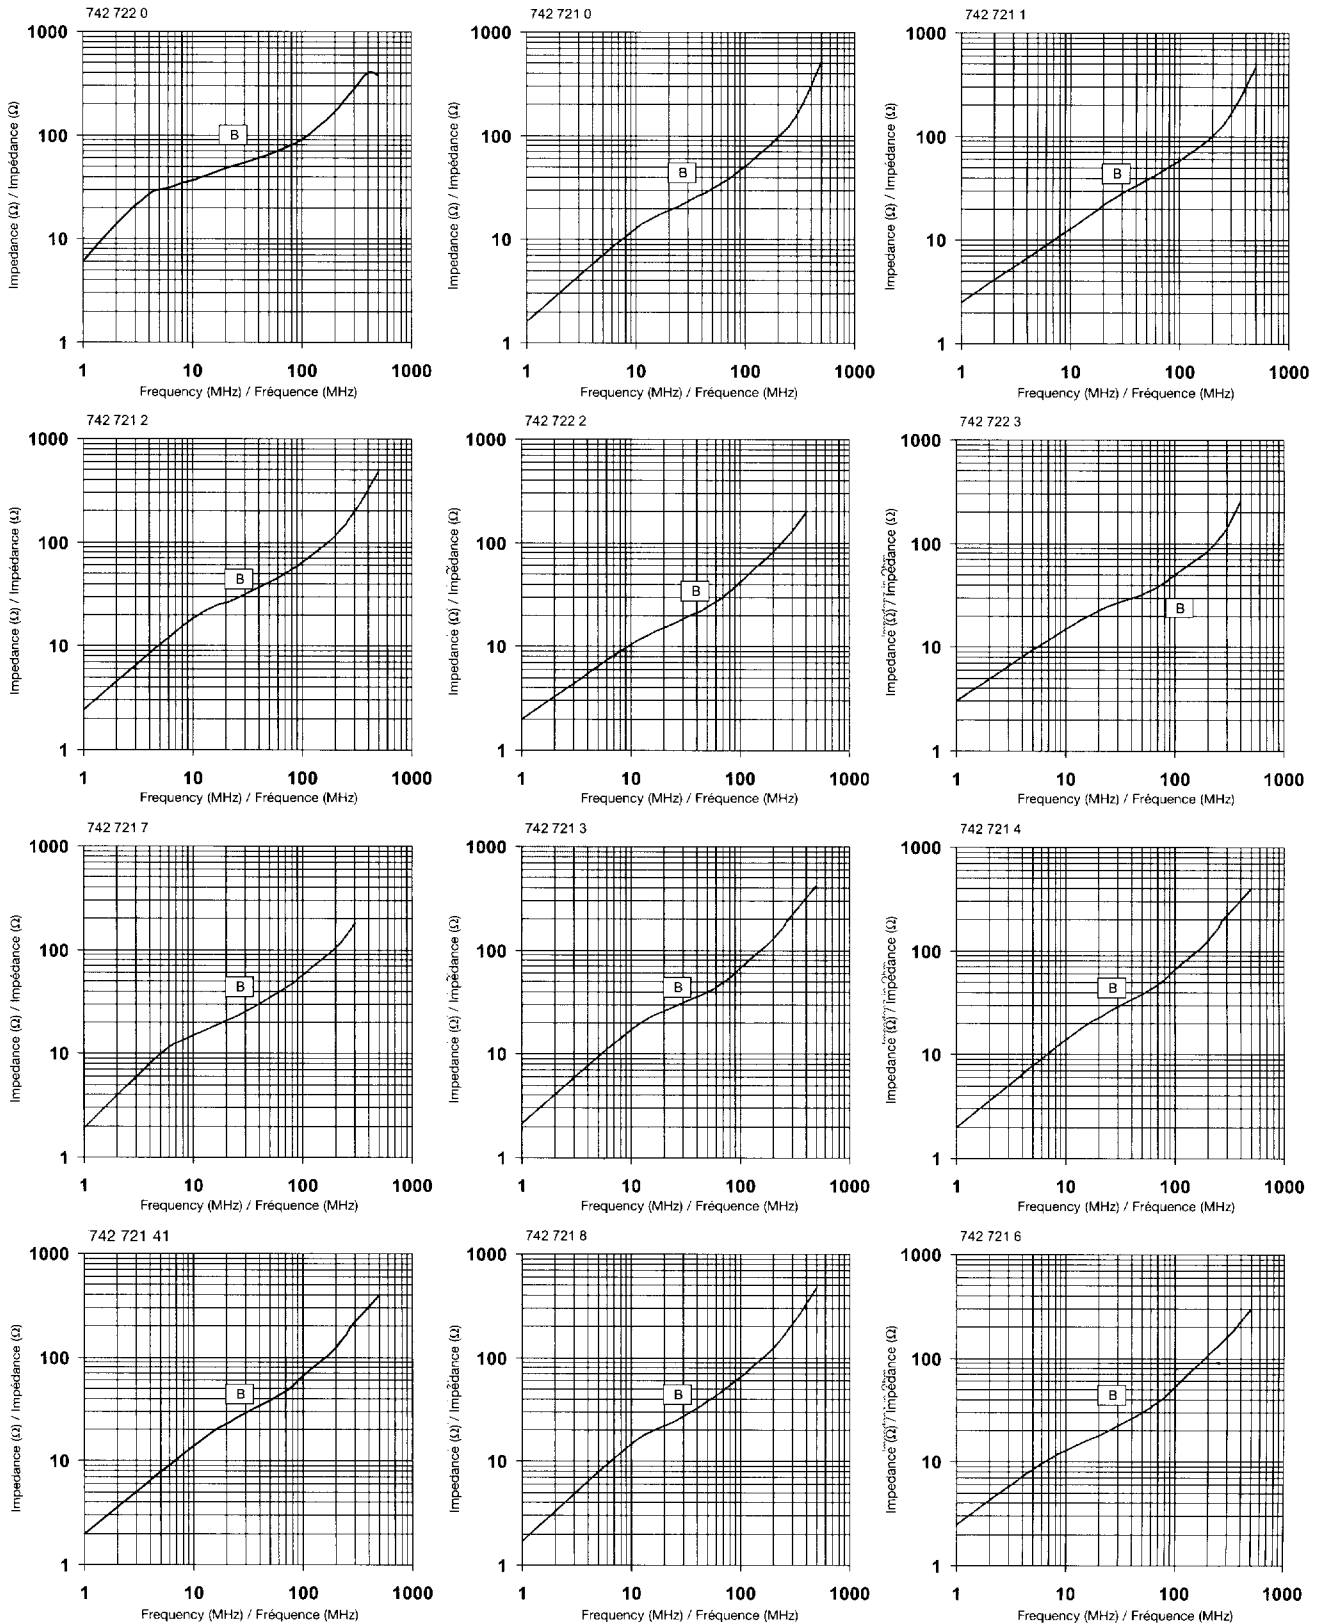 742 722 0
1000
100
10
1
Impedance (Ω) / Impédance (Ω)
B
1 10 100 1000
Frequency (MHz) / Fréquence (MHz)
742 721 0
1000
100
10
1
Impedance (Ω) / Impédance (Ω)
B
1 10 100 1000
Frequency (MHz) / Fréquence (MHz)
742 721 1
1000
100
10
1
Impedance (Ω) / Impédance (Ω)
B
1 10 100 1000
Frequency (MHz) / Fréquence (MHz)
742 721 2
1000
100
10
1
Impedance (Ω) / Impédance (Ω)
B
1 10 100 1000
Frequency (MHz) / Fréquence (MHz)
742 722 2
1000
100
10
1
Impedance (Ω) / Impédance (Ω)
B
1 10 100 1000
Frequency (MHz) / Fréquence (MHz)
742 722 3
1000
100
10
1
Impedance (Ω) / Impédance (Ω)
B
1 10 100 1000
Frequency (MHz) / Fréquence (MHz)
742 721 7
1000
100
10
1
Impedance (Ω) / Impédance (Ω)
B
1 10 100 1000
Frequency (MHz) / Fréquence (MHz)
742 721 3
1000
100
10
1
Impedance (Ω) / Impédance (Ω)
B
1 10 100 1000
Frequency (MHz) / Fréquence (MHz)
742 721 4
1000
100
10
1
Impedance (Ω) / Impédance (Ω)
B
1 10 100 1000
Frequency (MHz) / Fréquence (MHz)
742 721 41
1000
100
10
1
Impedance (Ω) / Impédance (Ω)
B
1 10 100 1000
Frequency (MHz) / Fréquence (MHz)
742 721 8
1000
100
10
1
Impedance (Ω) / Impédance (Ω)
B
1 10 100 1000
Frequency (MHz) / Fréquence (MHz)
742 721 6
1000
100
10
1
Impedance (Ω) / Impédance (Ω)
B
1 10 100 1000
Frequency (MHz) / Fréquence (MHz)